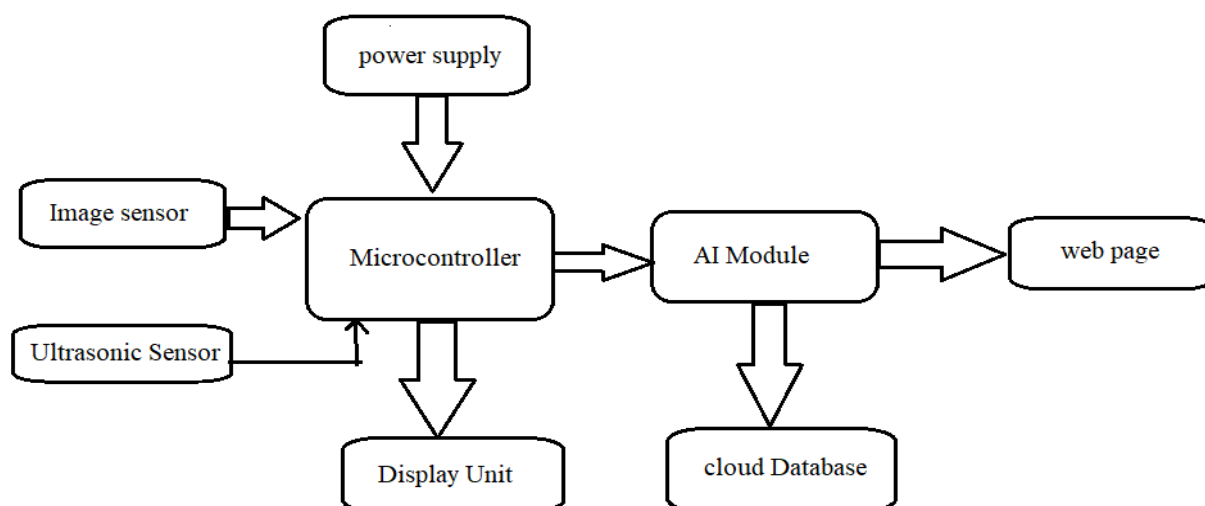 power supply
Image sensor
Microcontroller
AI Module
web page
Ultrasonic Sensor
Display Unit
cloud Database